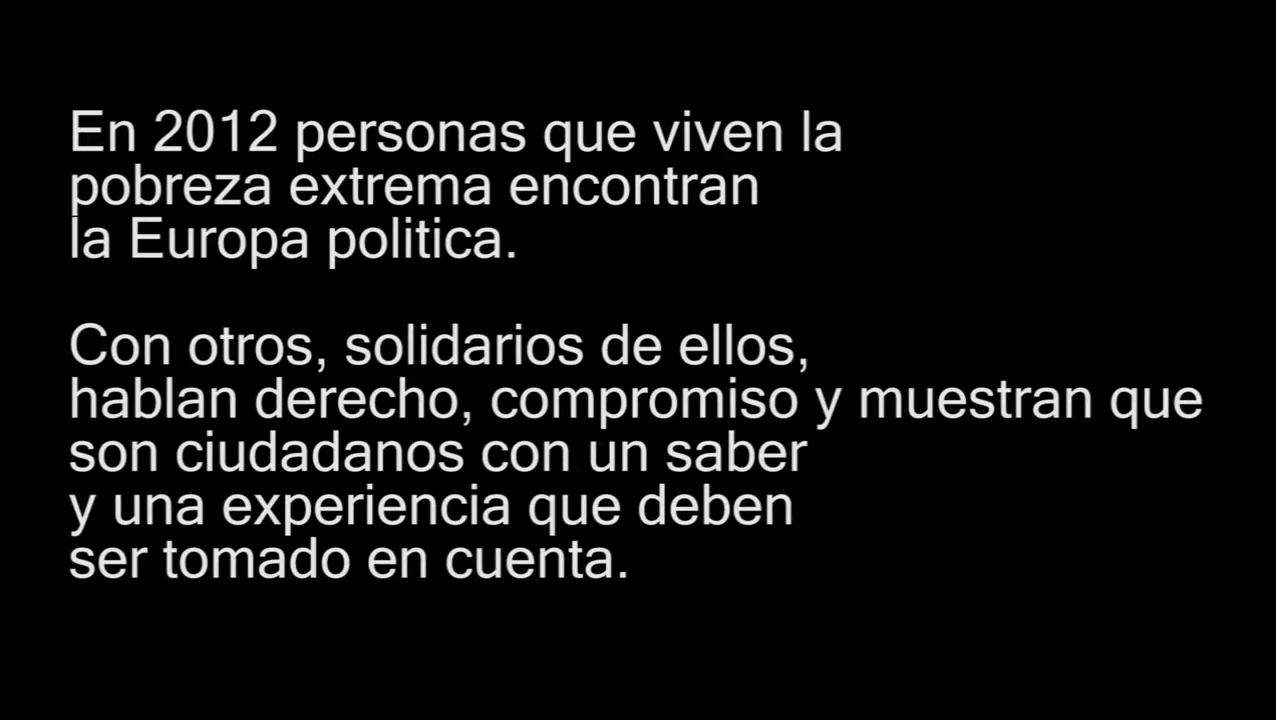 En 2012 personas que viven la
pobreza extrema encontran
la Europa politica.
Con otros, solidarios de ellos,
hablan derecho, compromiso y muestran que
son ciudadanos con un saber
y una experiencia que deben
ser tomado en cuenta.